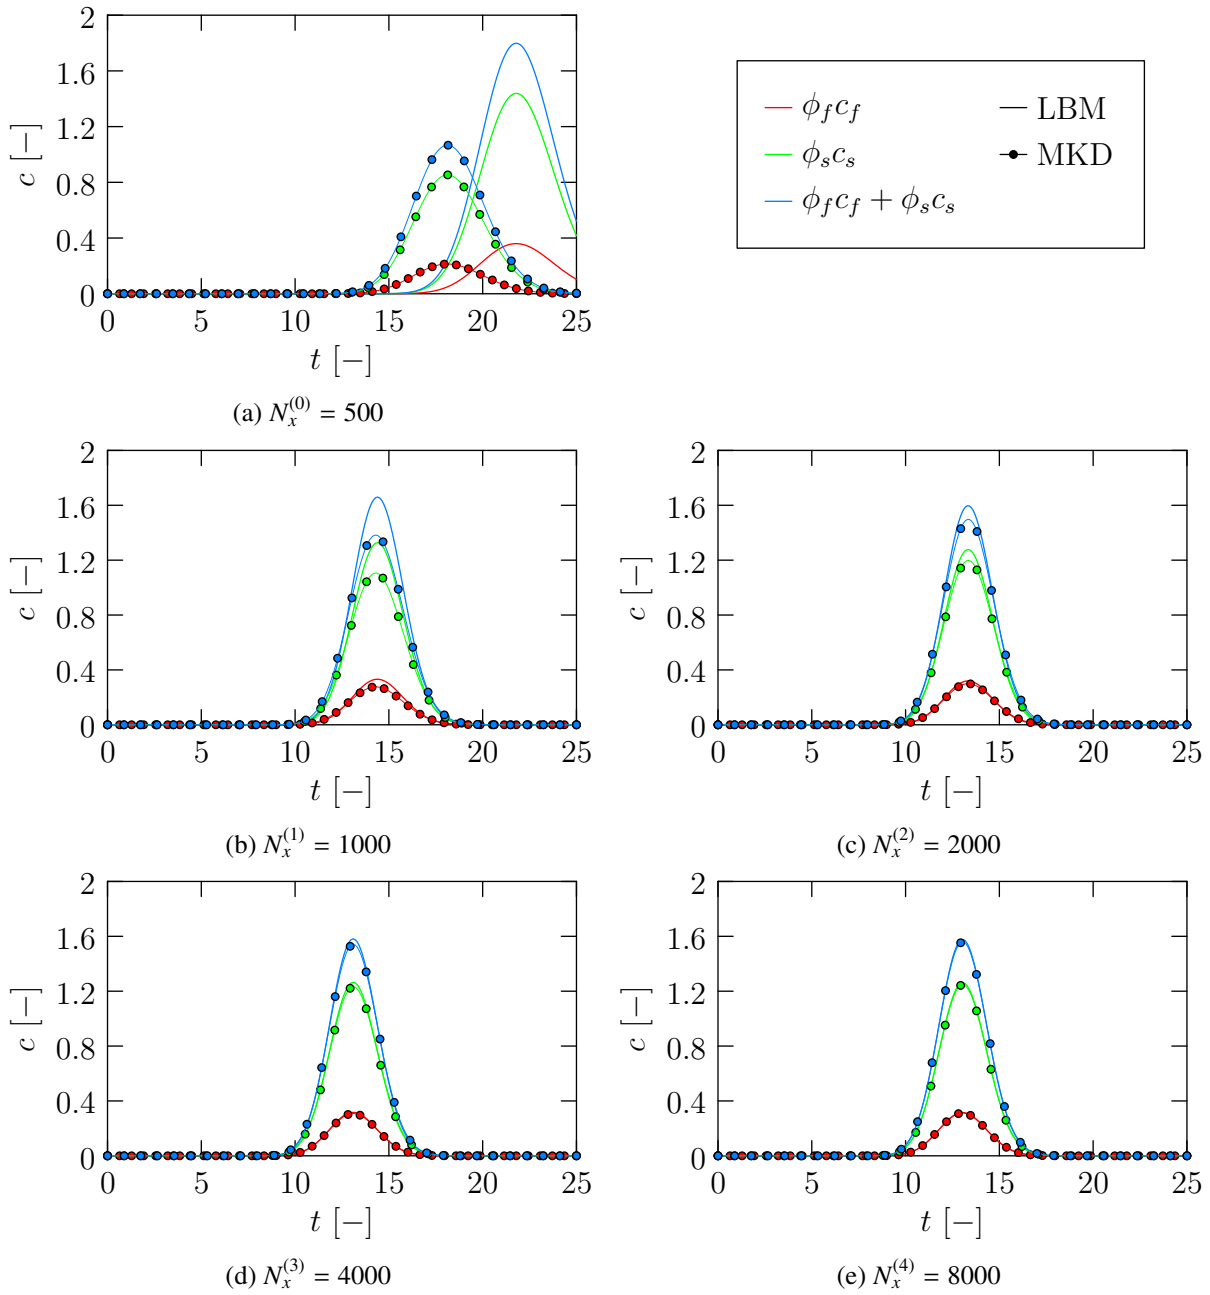 2
1.6
1.2
0.8
0.4
0
c [−]
0 5 10 15 20 25
t [−]
(a) N_x^{(0)} = 500
ϕ_f c_f
ϕ_s c_s
ϕ_f c_f + ϕ_s c_s
LBM
MKD
2
1.6
1.2
0.8
0.4
0
c [−]
0 5 10 15 20 25
t [−]
(b) N_x^{(1)} = 1000
2
1.6
1.2
0.8
0.4
0
c [−]
0 5 10 15 20 25
t [−]
(c) N_x^{(2)} = 2000
2
1.6
1.2
0.8
0.4
0
c [−]
0 5 10 15 20 25
t [−]
(d) N_x^{(3)} = 4000
2
1.6
1.2
0.8
0.4
0
c [−]
0 5 10 15 20 25
t [−]
(e) N_x^{(4)} = 8000